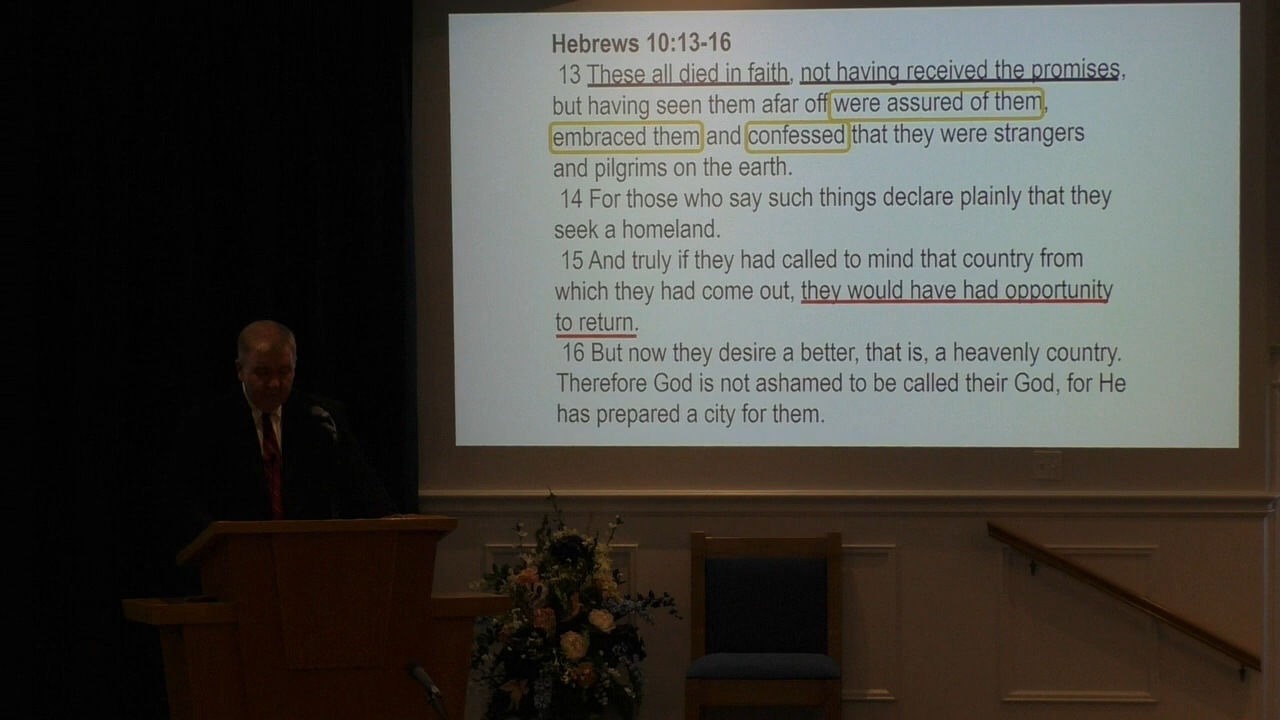 Hebrews 10:13-16
13 These all died in faith, not having received the promises,
but having seen them afar off were assured of them,
embraced them and confessed that they were strangers
and pilgrims on the earth.
14 For those who say such things declare plainly that they
seek a homeland.
15 And truly if they had called to mind that country from
which they had come out, they would have had opportunity
to return.
16 But now they desire a better, that is, a heavenly country.
Therefore God is not ashamed to be called their God, for He
has prepared a city for them.